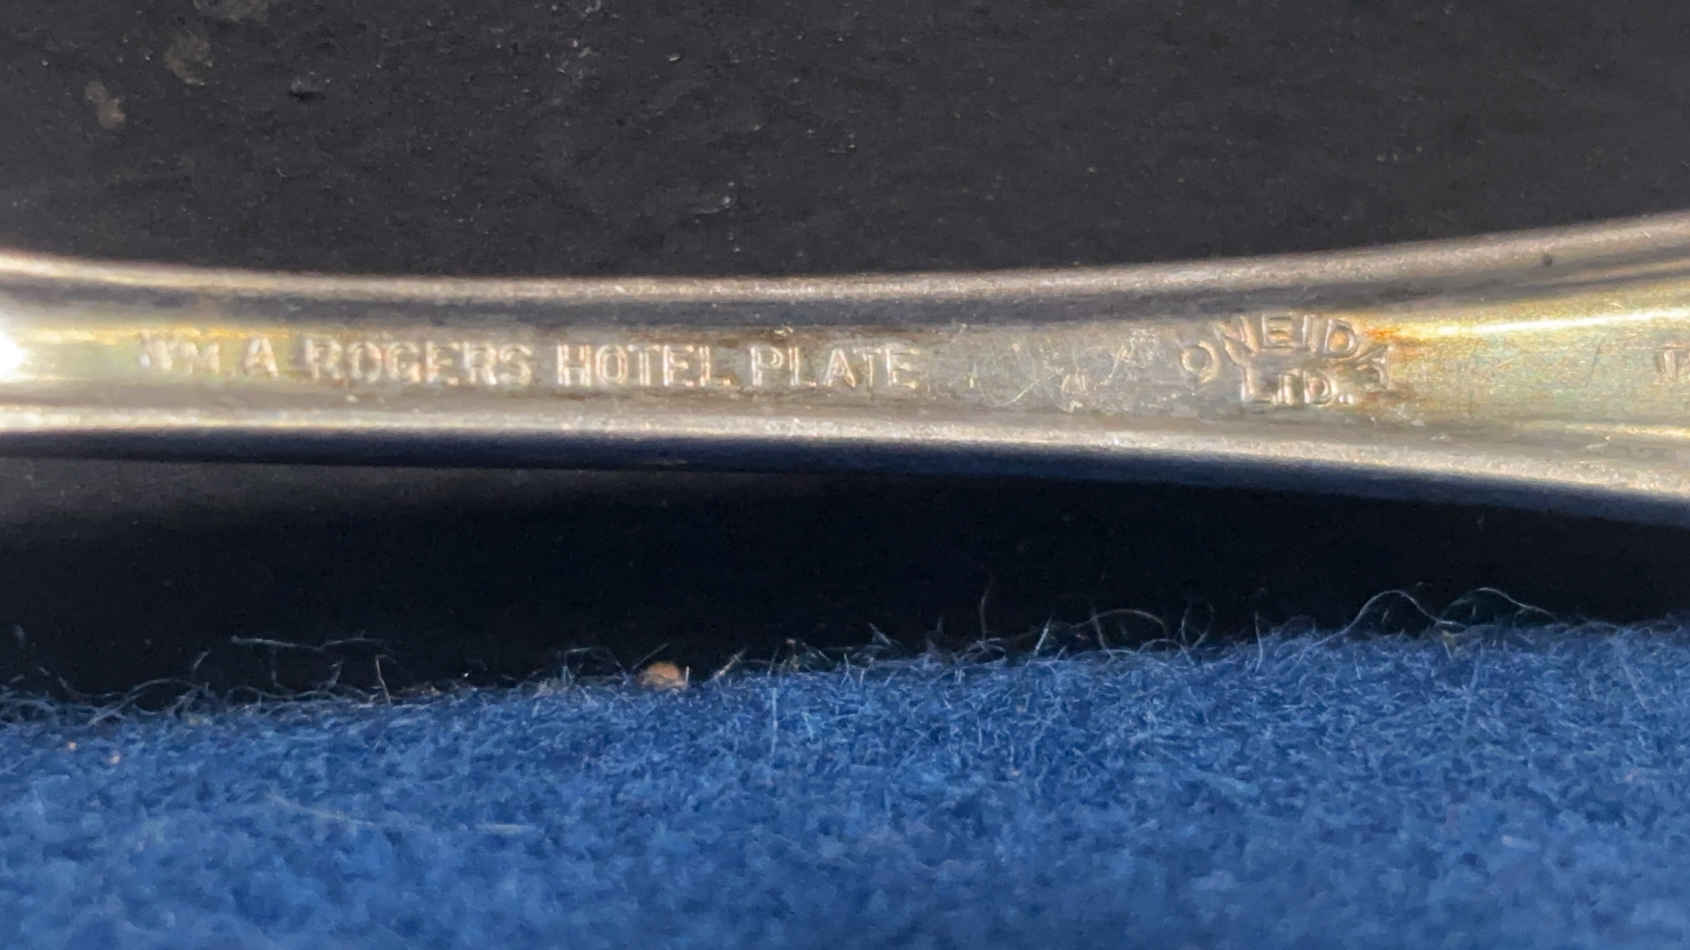 WM A ROGERS HOTEL PLATE
ONEIDA
LTD.